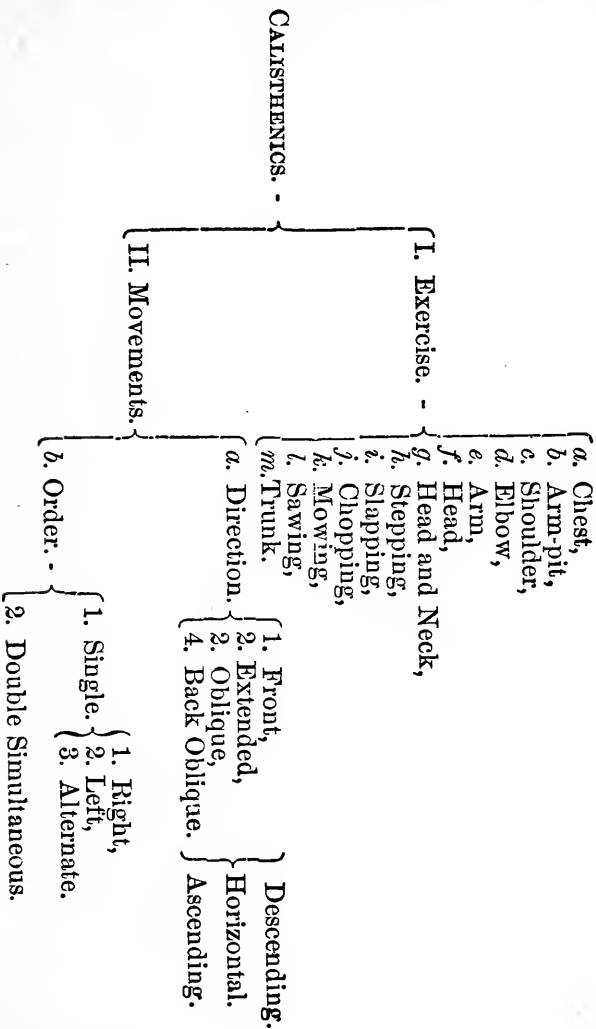 CALISTHENICS. -
I. Exercise. -
a. Chest,
b. Arm-pit,
c. Shoulder,
d. Elbow,
e. Arm,
f. Head,
g. Head and Neck,
h. Stepping,
i. Slapping,
j. Chopping,
k. Mowing,
l. Sawing,
m. Trunk.
II. Movements.
a. Direction.
1. Front,
2. Extended,
2. Oblique,
4. Back Oblique.
Descending.
Horizontal.
Ascending.
b. Order. -
1. Single.
1. Right,
2. Left,
3. Alternate.
2. Double Simultaneous.